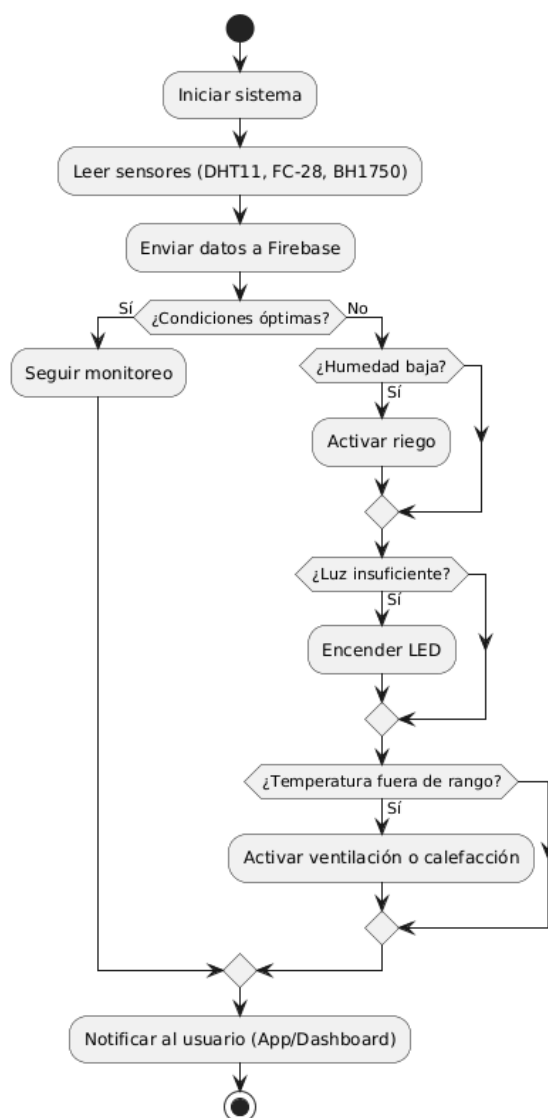 Iniciar sistema
Leer sensores (DHT11, FC-28, BH1750)
Enviar datos a Firebase
Sí
¿Condiciones óptimas?
No
Seguir monitoreo
¿Humedad baja?
Sí
Activar riego
¿Luz insuficiente?
Sí
Encender LED
¿Temperatura fuera de rango?
Sí
Activar ventilación o calefacción
Notificar al usuario (App/Dashboard)